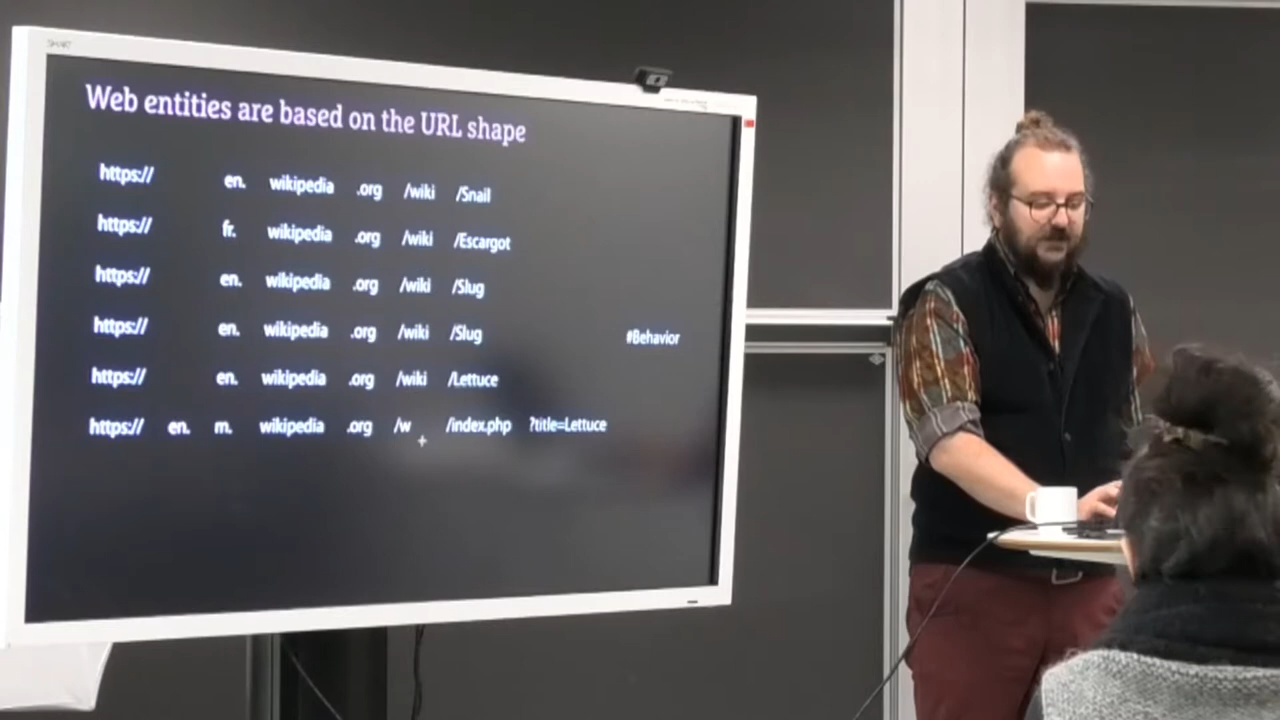 SMART
Web entities are based on the URL shape
https:// en. wikipedia .org /wiki /Snail
https:// fr. wikipedia .org /wiki /Escargot
https:// en. wikipedia .org /wiki /Slug
https:// en. wikipedia .org /wiki /Slug #Behavior
https:// en. wikipedia .org /wiki /Lettuce
https:// en. m. wikipedia .org /w /index.php ?title=Lettuce